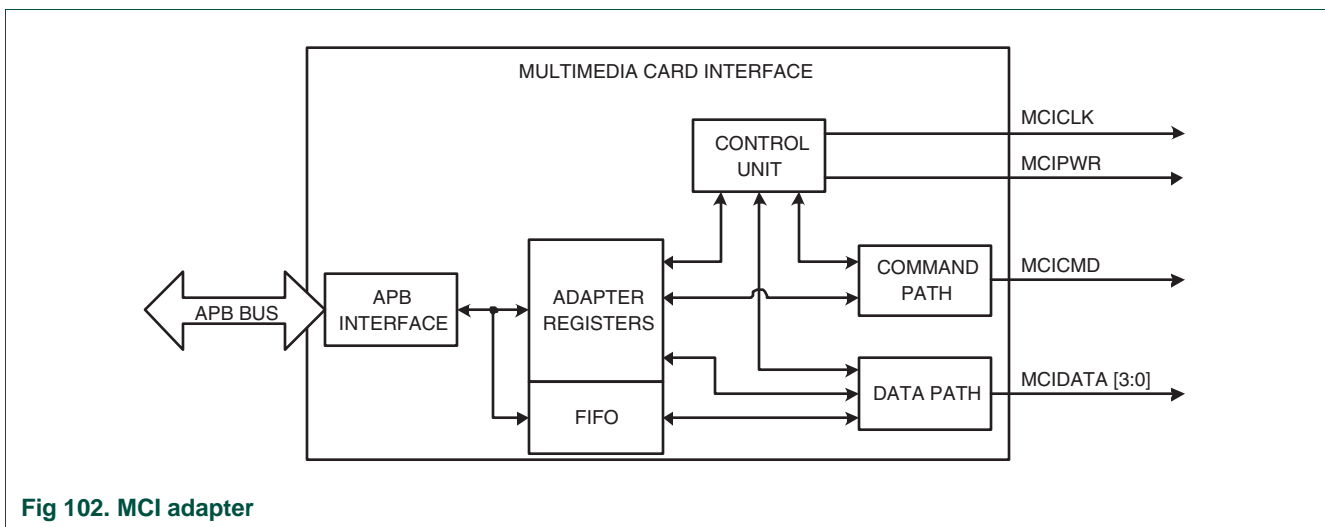 MULTIMEDIA CARD INTERFACE
MCICLK
CONTROL
UNIT
MCIPWR
COMMAND
PATH
MCICMD
APB BUS
APB
INTERFACE
ADAPTER
REGISTERS
MCIDATA [3:0]
DATA PATH
FIFO
Fig 102. MCI adapter